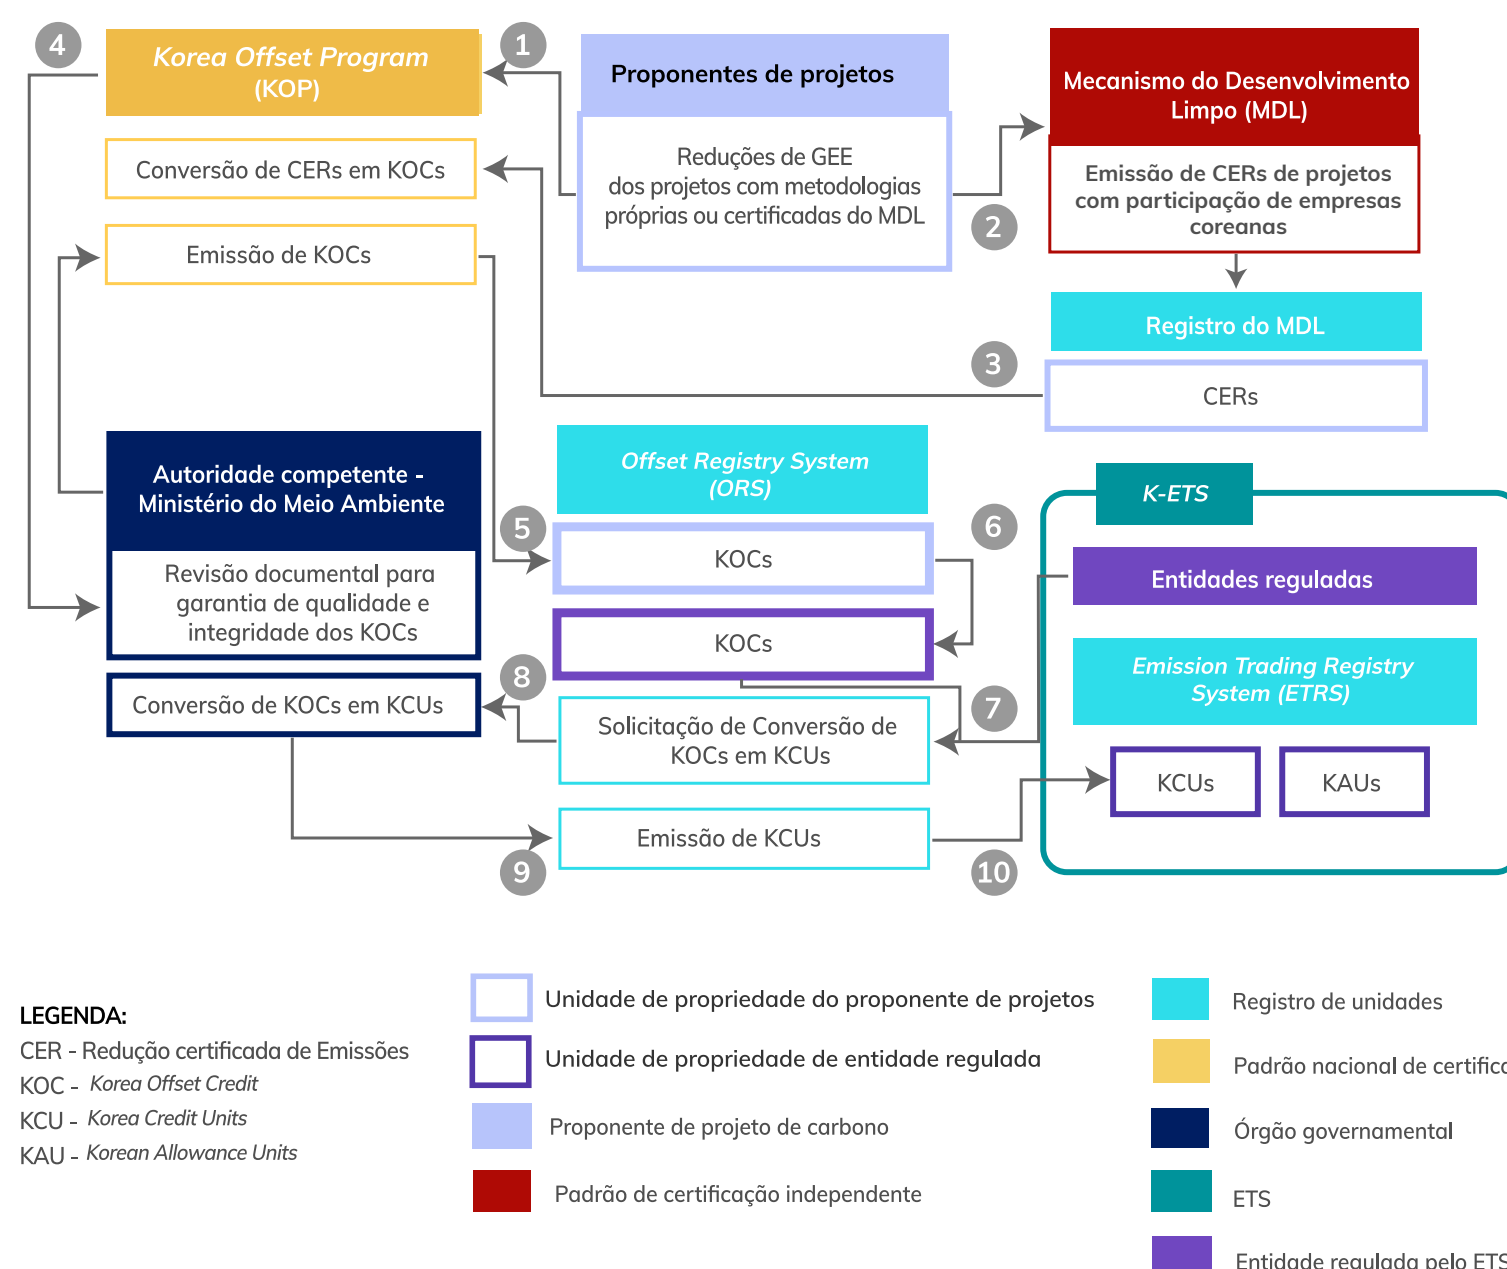 4
Korea Offset Program
(KOP)
1
Proponentes de projetos
Mecanismo do Desenvolvimento
Limpo (MDL)
Conversão de CERs em KOCs
Reduções de GEE
dos projetos com metodologias
próprias ou certificadas do MDL
2
Emissão de CERs de projetos
com participação de empresas
coreanas
Emissão de KOCs
Registro do MDL
3
CERs
Autoridade competente -
Ministério do Meio Ambiente
Offset Registry System
(ORS)
K-ETS
5
KOCs
6
Revisão documental para
garantia de qualidade e
integridade dos KOCs
Entidades reguladas
KOCs
Emission Trading Registry
System (ETRS)
8
7
Conversão de KOCs em KCUs
Solicitação de Conversão de
KOCs em KCUs
KCUs
KAUs
Emissão de KCUs
9
10
LEGENDA:
CER - Redução certificada de Emissões
KOC - Korea Offset Credit
KCU - Korea Credit Units
KAU - Korean Allowance Units
Unidade de propriedade do proponente de projetos
Unidade de propriedade de entidade regulada
Proponente de projeto de carbono
Padrão de certificação independente
Registro de unidades
Padrão nacional de
Órgão governamental
ETS
Entidade regulada pelo ETS